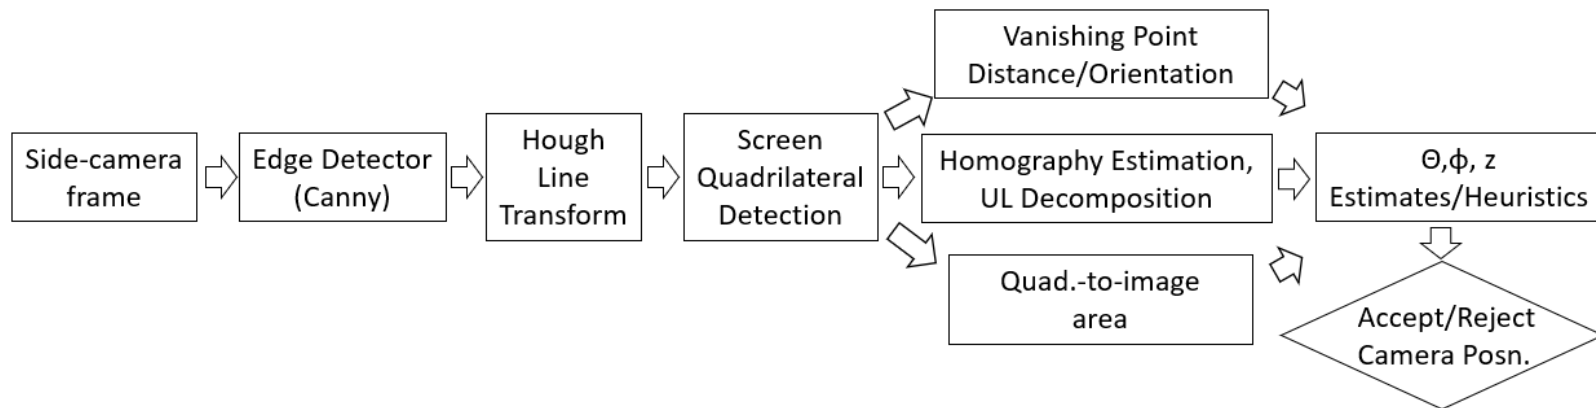 Side-camera
frame
Edge Detector
(Canny)
Hough
Line
Transform
Screen
Quadrilateral
Detection
Vanishing Point
Distance/Orientation
Homography Estimation,
UL Decomposition
Quad.-to-image
area
Θ,ϕ, z
Estimates/Heuristics
Accept/Reject
Camera Posn.